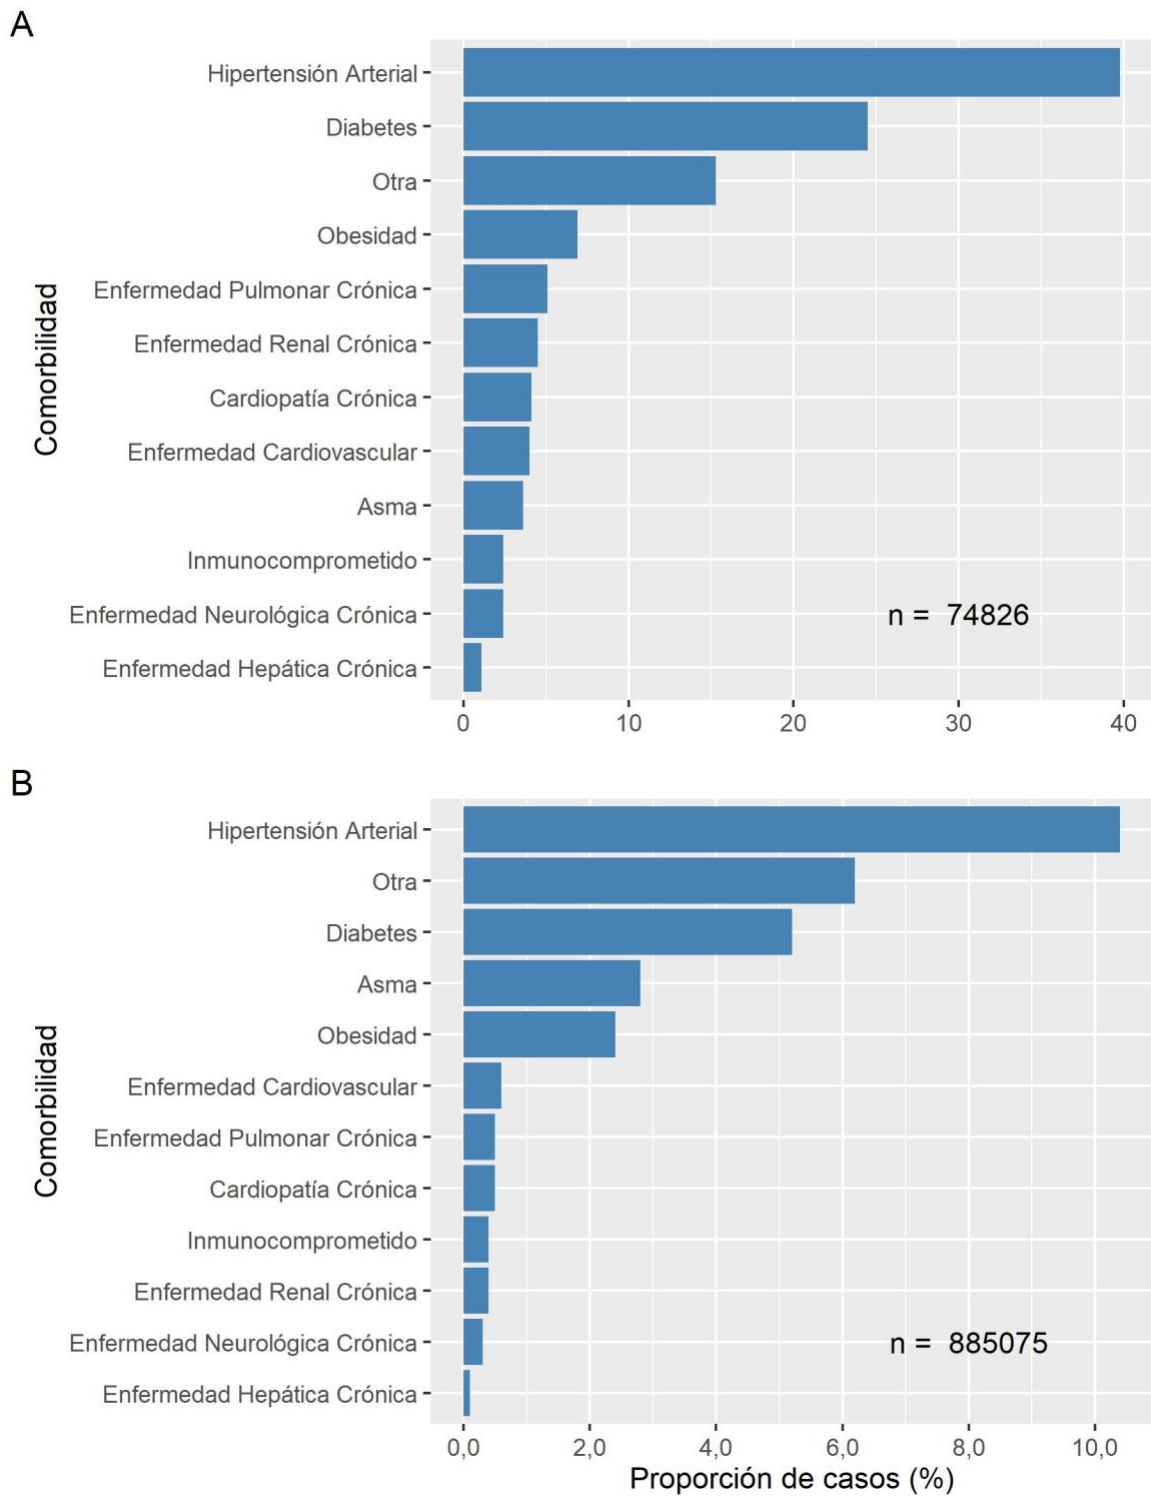 A
Hipertensión Arterial
Diabetes
Otra
Obesidad
Enfermedad Pulmonar Crónica
Enfermedad Renal Crónica
Cardiopatía Crónica
Enfermedad Cardiovascular
Asma
Inmunocomprometido
Enfermedad Neurológica Crónica
Enfermedad Hepática Crónica
Comorbilidad
n = 74826
0 10 20 30 40
B
Hipertensión Arterial
Otra
Diabetes
Asma
Obesidad
Enfermedad Cardiovascular
Enfermedad Pulmonar Crónica
Cardiopatía Crónica
Inmunocomprometido
Enfermedad Renal Crónica
Enfermedad Neurológica Crónica
Enfermedad Hepática Crónica
Comorbilidad
n = 885075
0,0 2,0 4,0 6,0 8,0 10,0
Proporción de casos (%)